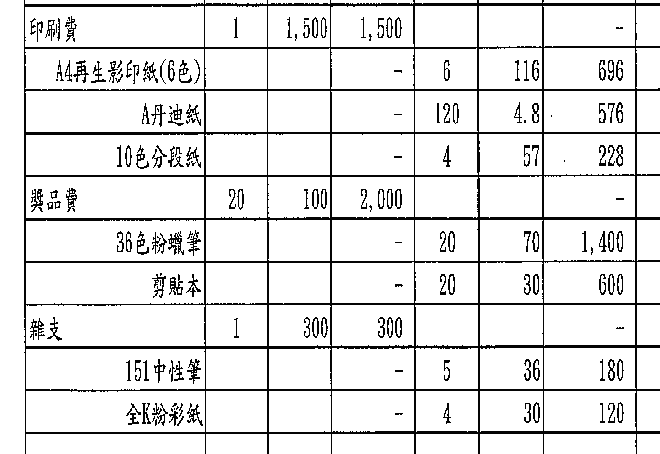 印刷費 1 1,500 1,500 -
A4再生影印紙(6色) - 6 116 696
A丹迪紙 - 120 4.8 576
10色分段紙 - 4 57 228
獎品費 20 100 2,000 -
36色粉蠟筆 - 20 70 1,400
剪貼本 - 20 30 600
雜支 1 300 300 -
151中性筆 - 5 36 180
全K粉彩紙 - 4 30 120